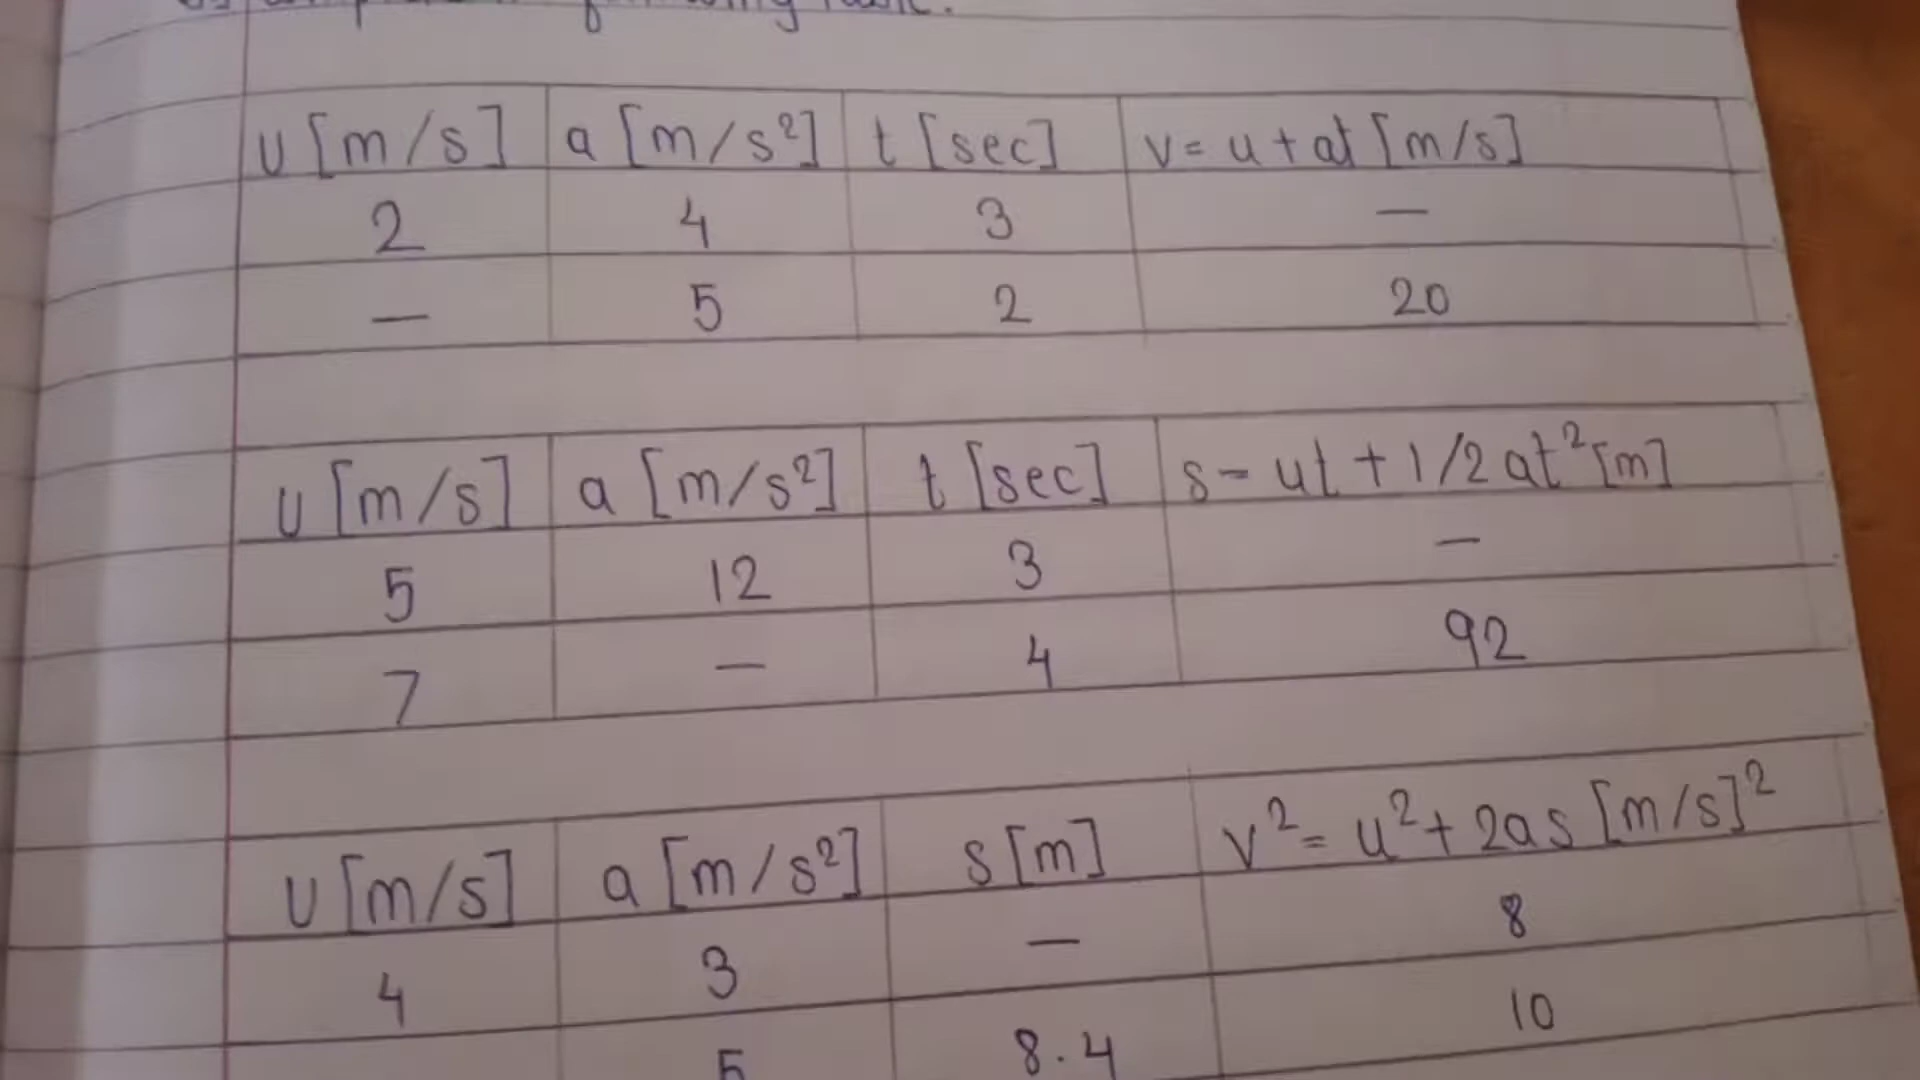 following
u [m/s] a [m/s²] t [sec] v = u + at [m/s]
2 4 3 —
— 5 2 20
u [m/s] a [m/s²] t [sec] s - ut + 1/2 at² [m]
5 12 3 —
7 — 4 92
u [m/s] a [m/s²] s [m] v² = u² + 2as [m/s]²
4 3 — 8
5 8.4 10